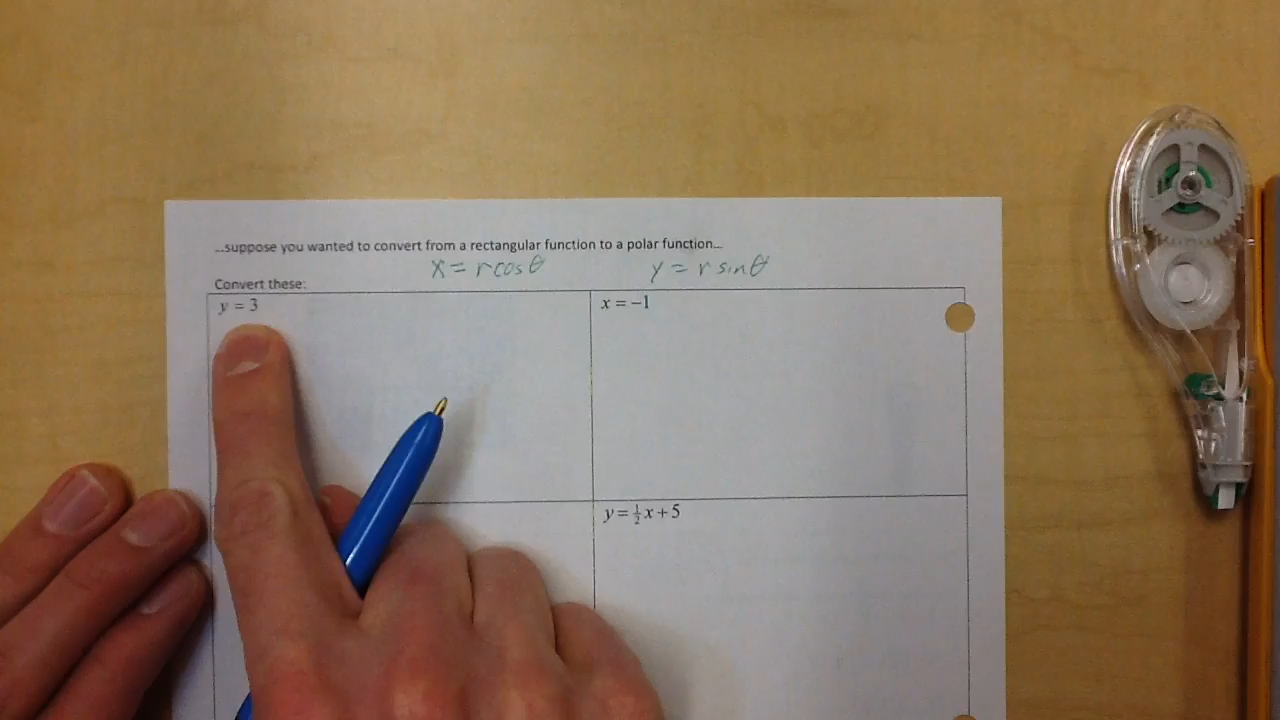 ...suppose you wanted to convert from a rectangular function to a polar function...
x = r cos θ y = r sin θ
Convert these:
y = 3 x = −1
y = ½x + 5